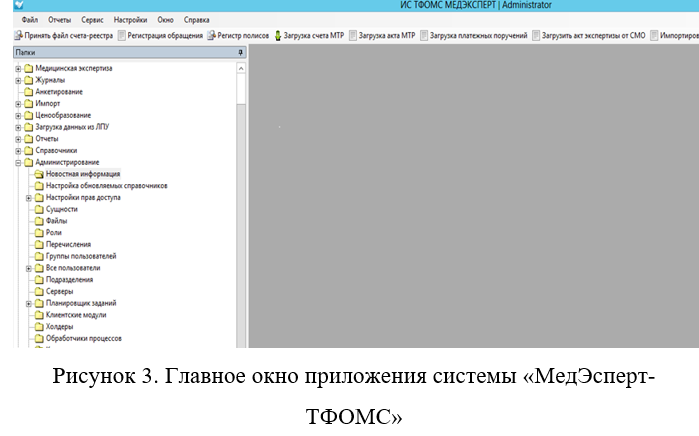 ИС ТФОМС МЕДЭКСПЕРТ | Administrator
Файл Отчеты Сервис Настройки Окно Справка
Принять файл счета-реестра Регистрация обращения Регистр полисов Загрузка счета МТР Загрузка акта МТР Загрузка платежных поручений Загрузить акт экспертизы от СМО Импортиров
Папки
Медицинская экспертиза
Журналы
Анкетирование
Импорт
Ценообразование
Загрузка данных из ЛПУ
Отчеты
Справочники
Администрирование
Новостная информация
Настройка обновляемых справочников
Настройки прав доступа
Сущности
Файлы
Роли
Перечисления
Группы пользователей
Все пользователи
Подразделения
Серверы
Планировщик заданий
Клиентские модули
Холдеры
Обработчики процессов
Рисунок 3. Главное окно приложения системы «МедЭсперт-
ТФОМС»